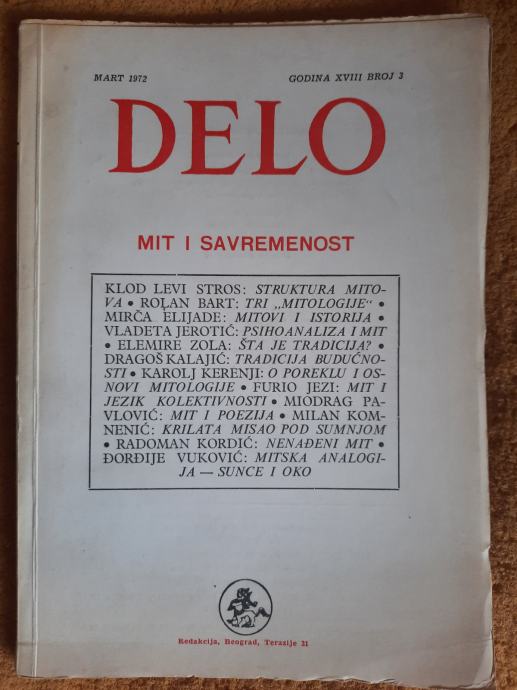 MART 1972
GODINA XVIII BROJ 3
DELO
MIT I SAVREMENOST
KLOD LEVI STROS: STRUKTURA MITO-
VA • ROLAN BART: TRI „MITOLOGIJE“ •
MIRČA ELIJADE: MITOVI I ISTORIJA •
VLADETA JEROTIĆ: PSIHOANALIZA I MIT
• ELEMIRE ZOLA: ŠTA JE TRADICIJA? •
DRAGOŠ KALAJIĆ: TRADICIJA BUDUĆNO-
STI • KAROLJ KERENJI: O POREKLU I OS-
NOVI MITOLOGIJE • FURIO JEZI: MIT I
JEZIK KOLEKTIVNOSTI • MIODRAG PA-
VLOVIĆ: MIT I POEZIJA • MILAN KOM-
NENIĆ: KRILATA MISAO POD SUMNJOM
• RADOMAN KORDIĆ: NENAĐENI MIT •
ĐORĐIJE VUKOVIĆ: MITSKA ANALOGI-
JA — SUNCE I OKO
Redakcija, Beograd, Terazije 31